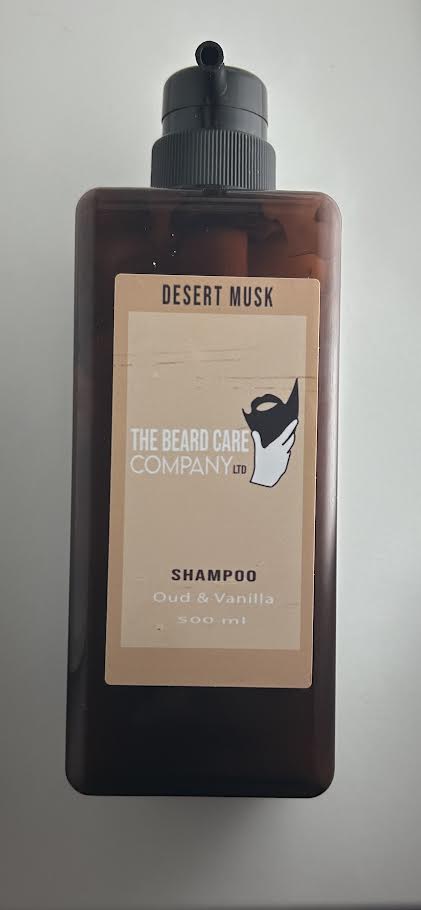 DESERT MUSK
THE BEARD CARE
COMPANY LTD
SHAMPOO
Oud & Vanilla
500 ml